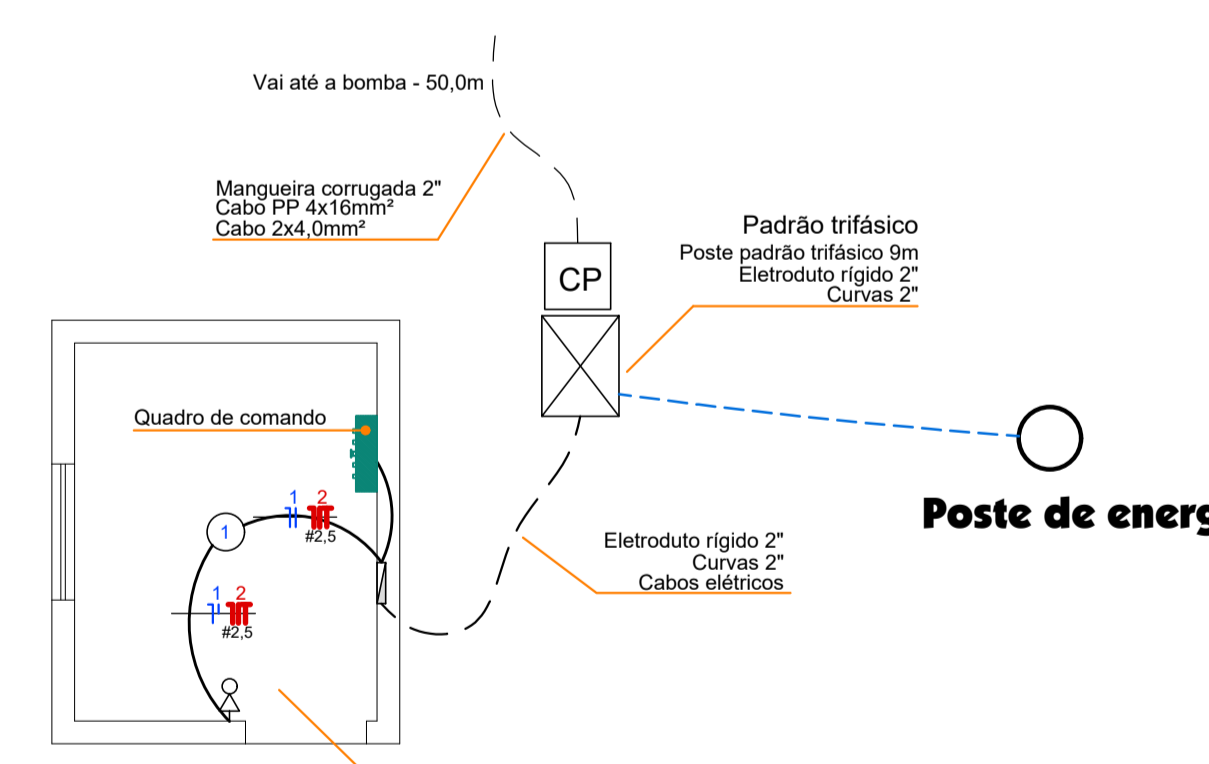 Vai até a bomba - 50,0m
Mangueira corrugada 2"
Cabo PP 4x16mm²
Cabo 2x4,0mm²
CP
Padrão trifásico
Poste padrão trifásico 9m
Eletroduto rígido 2"
Curvas 2"
Quadro de comando
Poste de energ
1 2
#2,5
1
Eletroduto rígido 2"
Curvas 2"
Cabos elétricos
1 2
#2,5